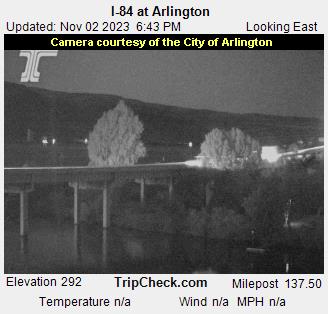 I-84 at Arlington
Updated: Nov 02 2023 6:43 PM Looking East
Camera courtesy of the City of Arlington
Elevation 292 TripCheck.com Milepost 137.50
Temperature n/a Wind n/a MPH n/a